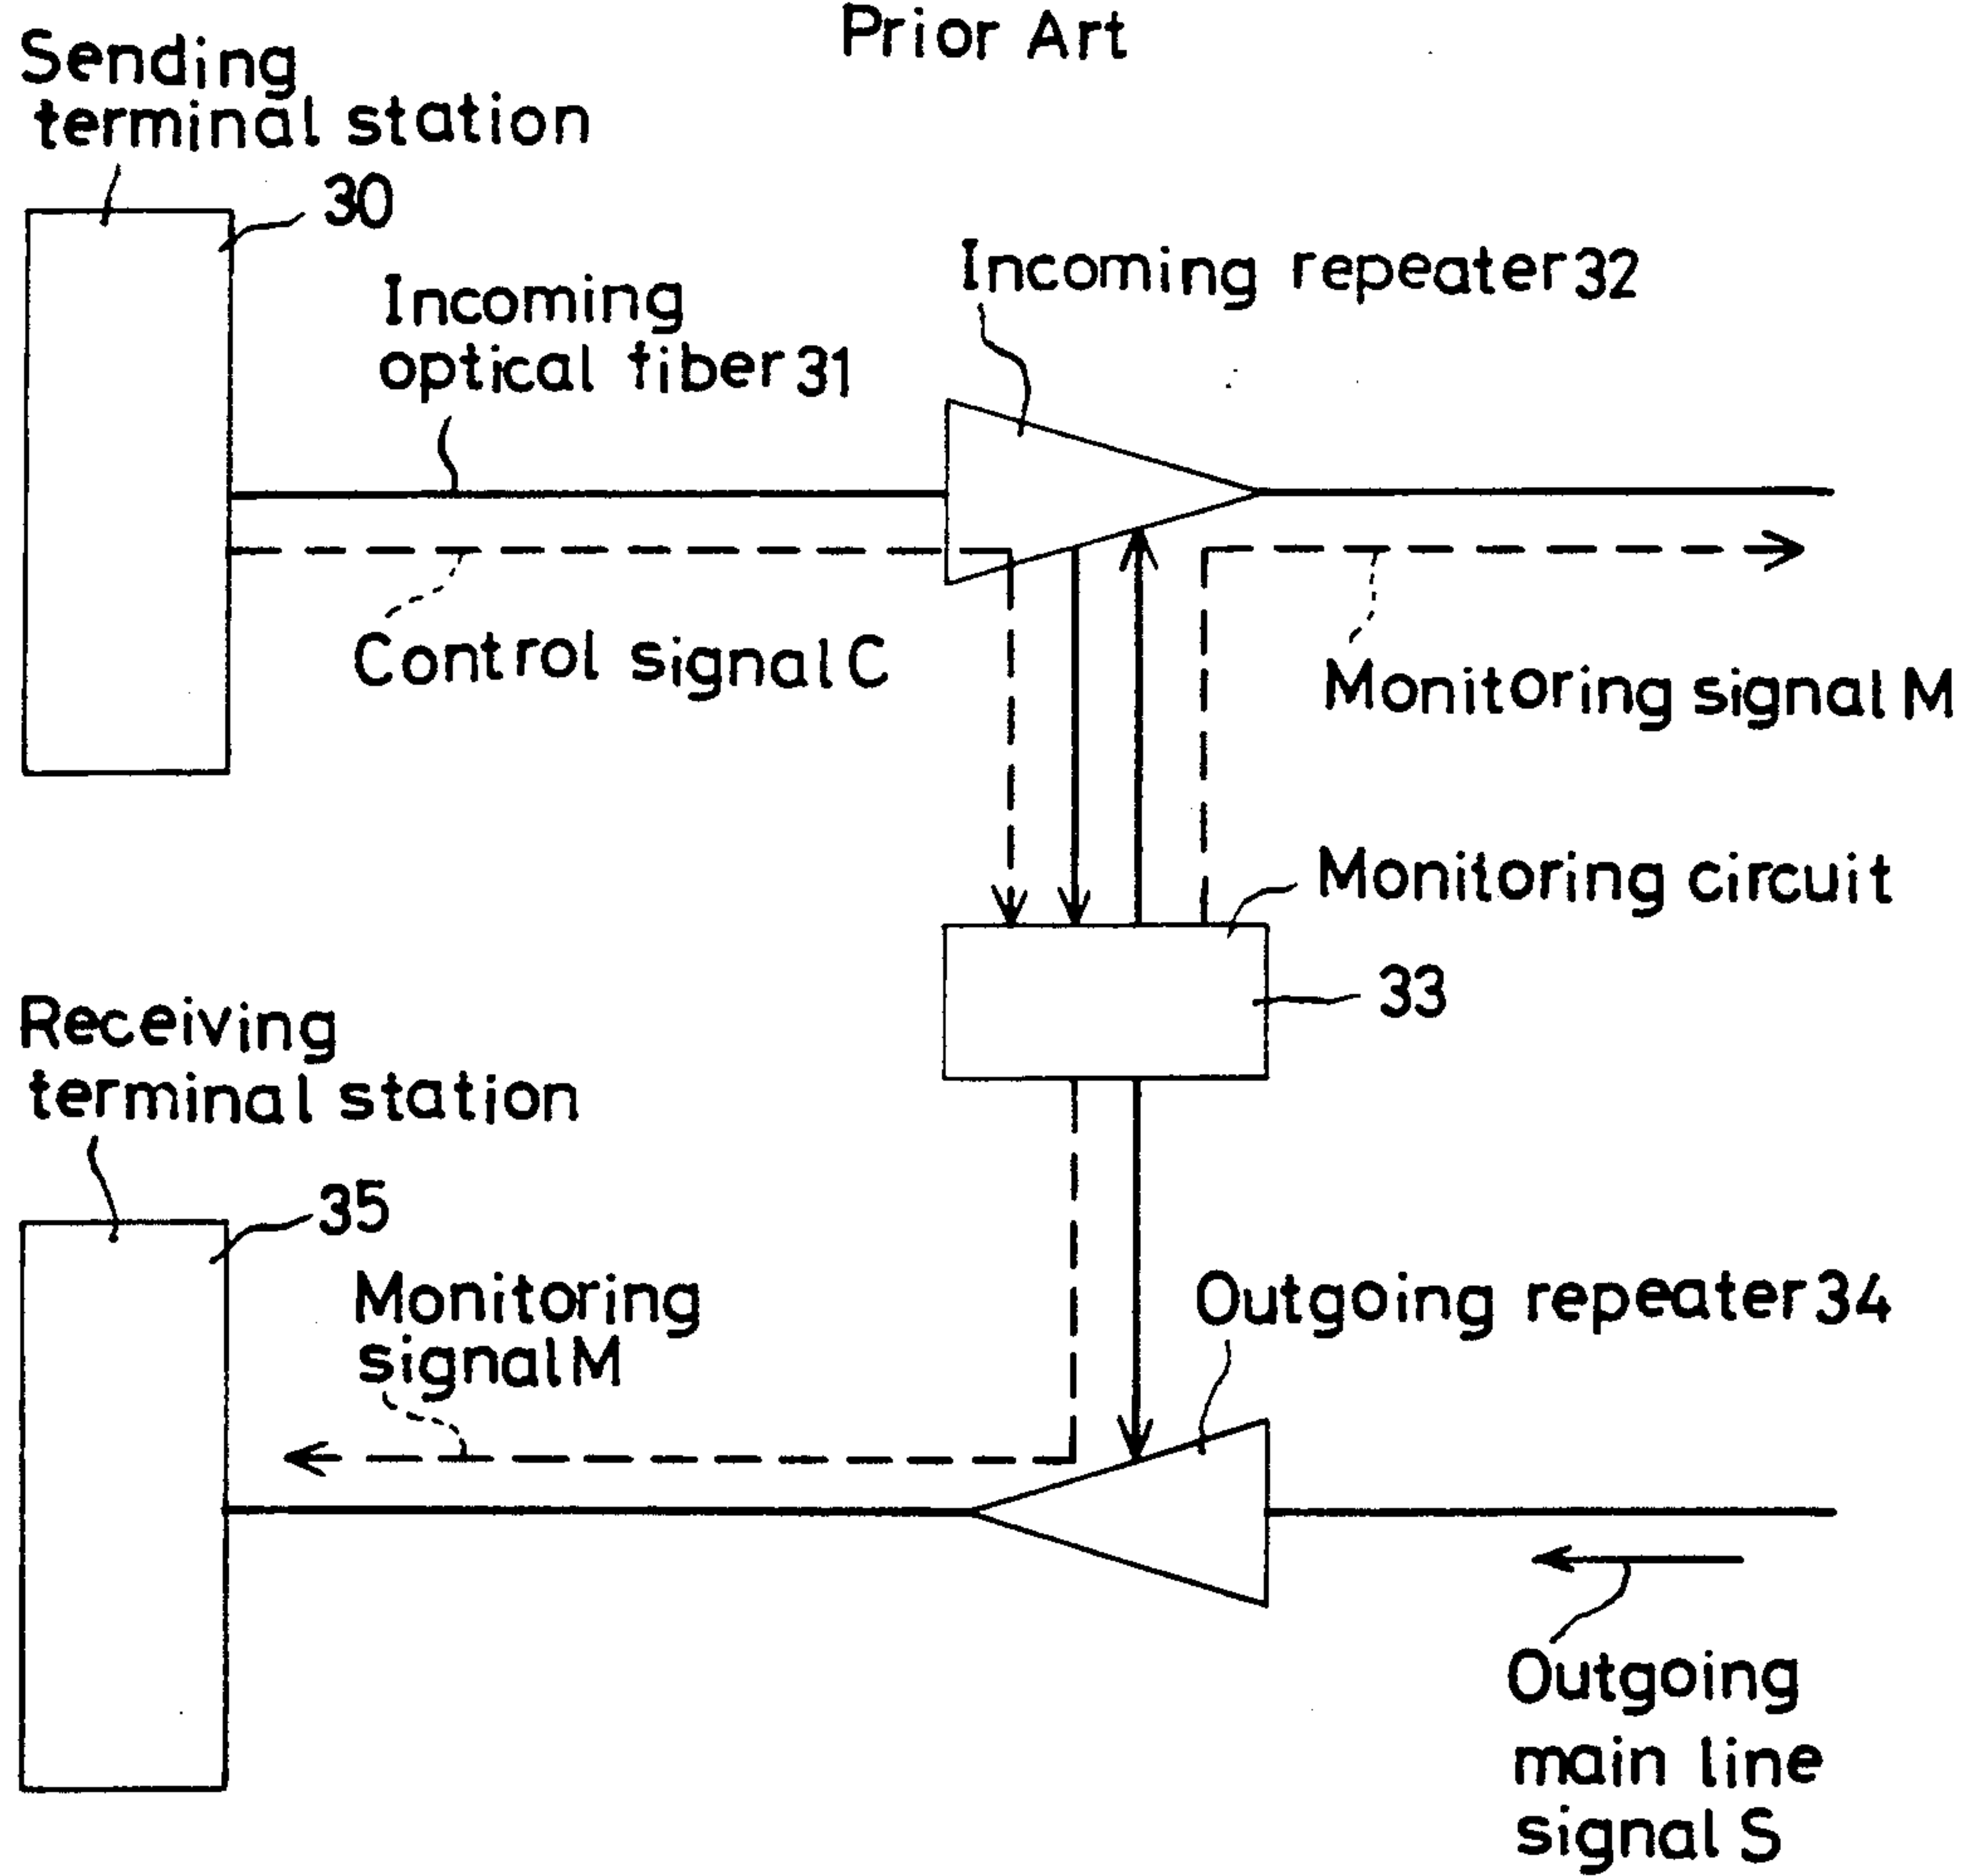 Prior Art
Sending
terminal station
30
Incoming
optical fiber 31
Incoming repeater 32
Control signal C
Monitoring signal M
Monitoring circuit
33
Receiving
terminal station
35
Monitoring
signal M
Outgoing repeater 34
Outgoing
main line
signal S